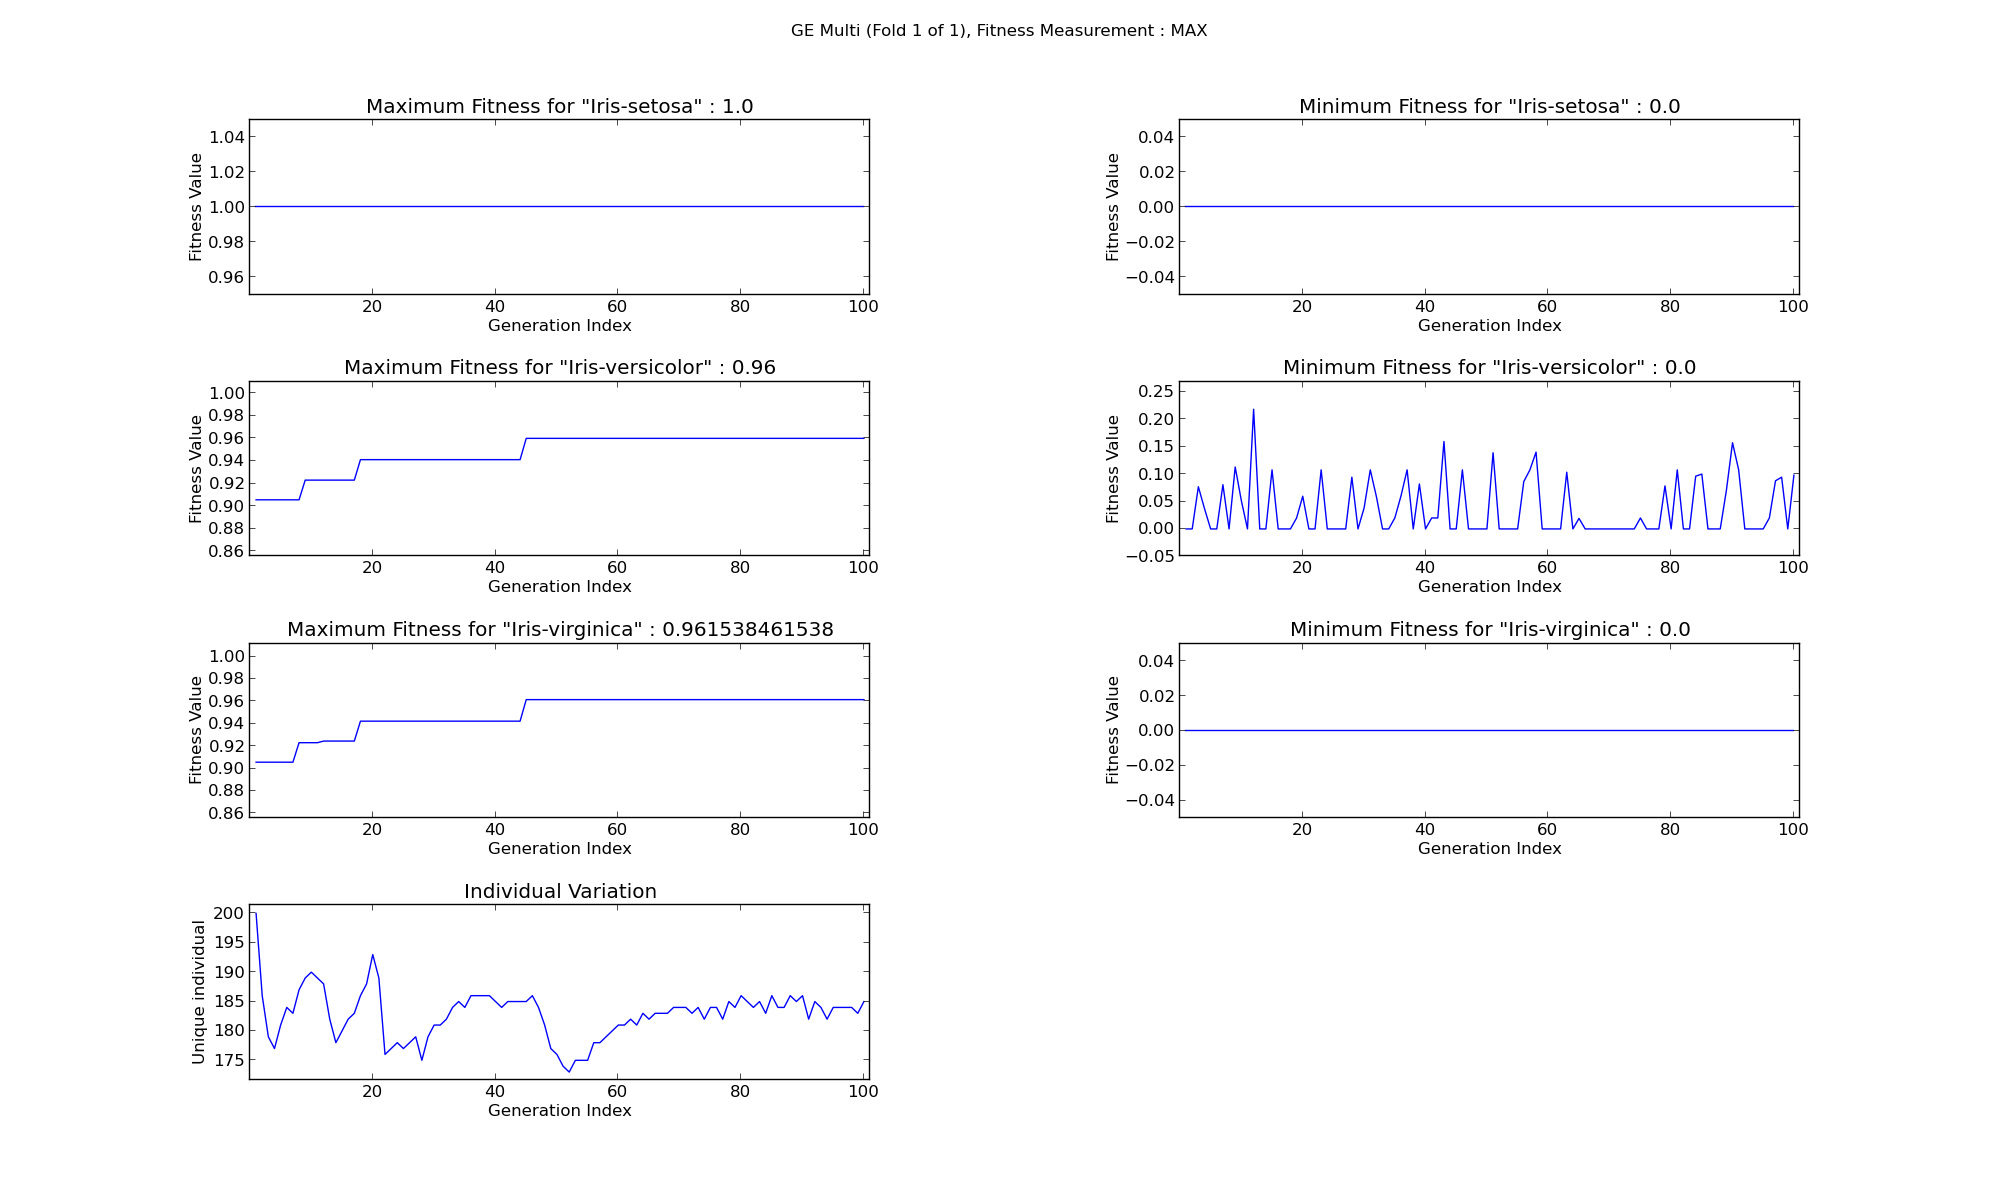 GE Multi (Fold 1 of 1), Fitness Measurement : MAX
Maximum Fitness for "Iris-setosa" : 1.0
Fitness Value
1.04
1.02
1.00
0.98
0.96
20 40 60 80 100
Generation Index
Minimum Fitness for "Iris-setosa" : 0.0
Fitness Value
0.04
0.02
0.00
−0.02
−0.04
20 40 60 80 100
Generation Index
Maximum Fitness for "Iris-versicolor" : 0.96
Fitness Value
1.00
0.98
0.96
0.94
0.92
0.90
0.88
0.86
20 40 60 80 100
Generation Index
Minimum Fitness for "Iris-versicolor" : 0.0
Fitness Value
0.25
0.20
0.15
0.10
0.05
0.00
−0.05
20 40 60 80 100
Generation Index
Maximum Fitness for "Iris-virginica" : 0.961538461538
Fitness Value
1.00
0.98
0.96
0.94
0.92
0.90
0.88
0.86
20 40 60 80 100
Generation Index
Minimum Fitness for "Iris-virginica" : 0.0
Fitness Value
0.04
0.02
0.00
−0.02
−0.04
20 40 60 80 100
Generation Index
Individual Variation
Unique individual
200
195
190
185
180
175
20 40 60 80 100
Generation Index